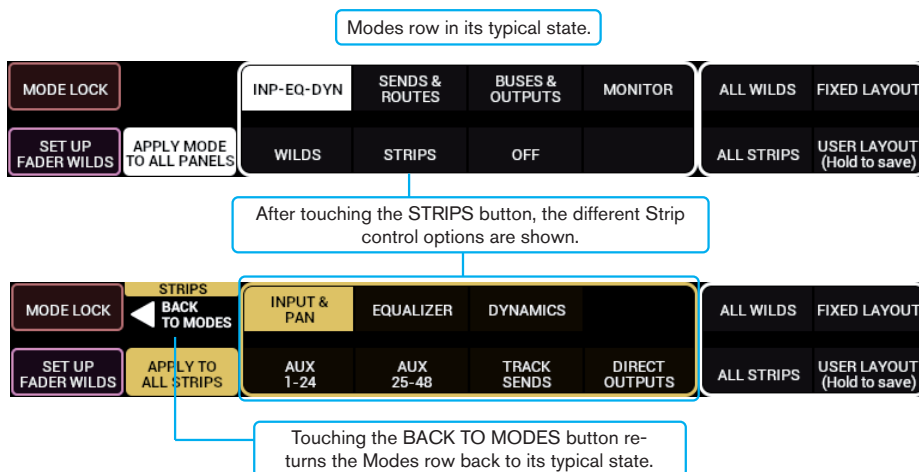 Modes row in its typical state.
MODE LOCK
INP-EQ-DYN
SENDS &
ROUTES
BUSES &
OUTPUTS
MONITOR
ALL WILDS
FIXED LAYOUT
SET UP
FADER WILDS
APPLY MODE
TO ALL PANELS
WILDS
STRIPS
OFF
ALL STRIPS
USER LAYOUT
(Hold to save)
After touching the STRIPS button, the different Strip
control options are shown.
MODE LOCK
STRIPS
BACK
TO MODES
INPUT &
PAN
EQUALIZER
DYNAMICS
ALL WILDS
FIXED LAYOUT
SET UP
FADER WILDS
APPLY TO
ALL STRIPS
AUX
1-24
AUX
25-48
TRACK
SENDS
DIRECT
OUTPUTS
ALL STRIPS
USER LAYOUT
(Hold to save)
Touching the BACK TO MODES button re-
turns the Modes row back to its typical state.